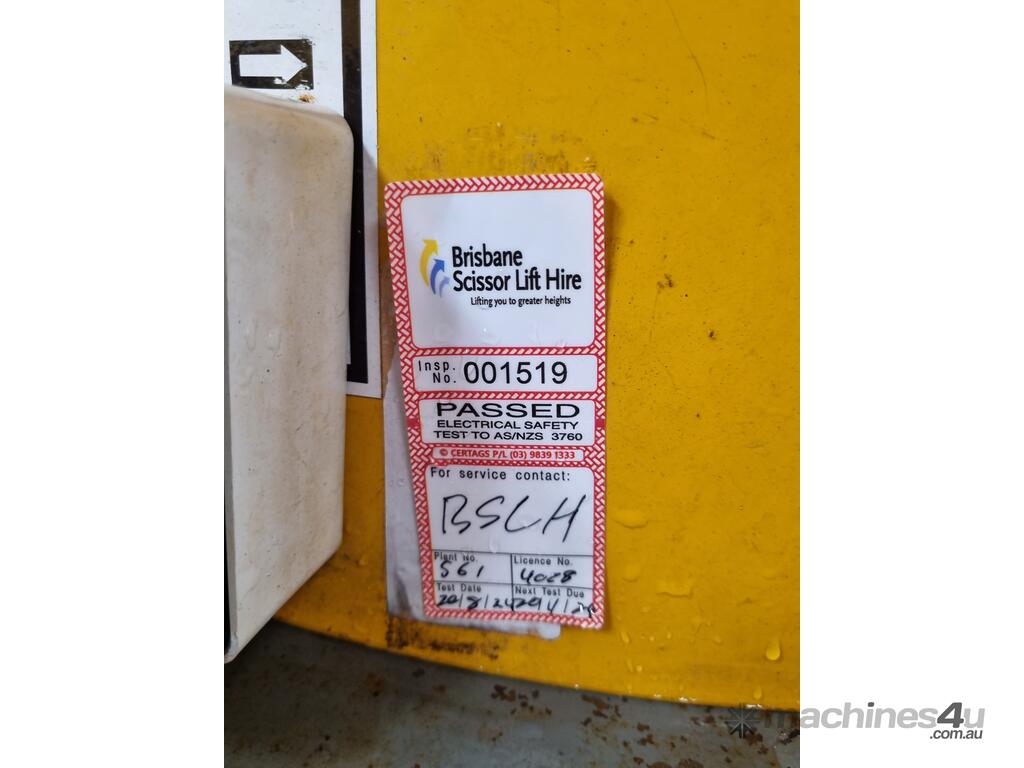 Brisbane
Scissor Lift Hire
Lifting you to greater heights
Insp. No. 001519
PASSED
ELECTRICAL SAFETY
TEST TO AS/NZS 3760
© CERTAGS P/L (03) 9839 1333
For service contact:
BSLH
Plant No. Licence No.
561 4028
Test Date Next Test Due
machines4u
.com.au